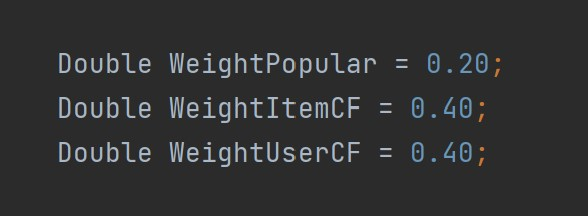 Double WeightPopular = 0.20;
Double WeightItemCF = 0.40;
Double WeightUserCF = 0.40;